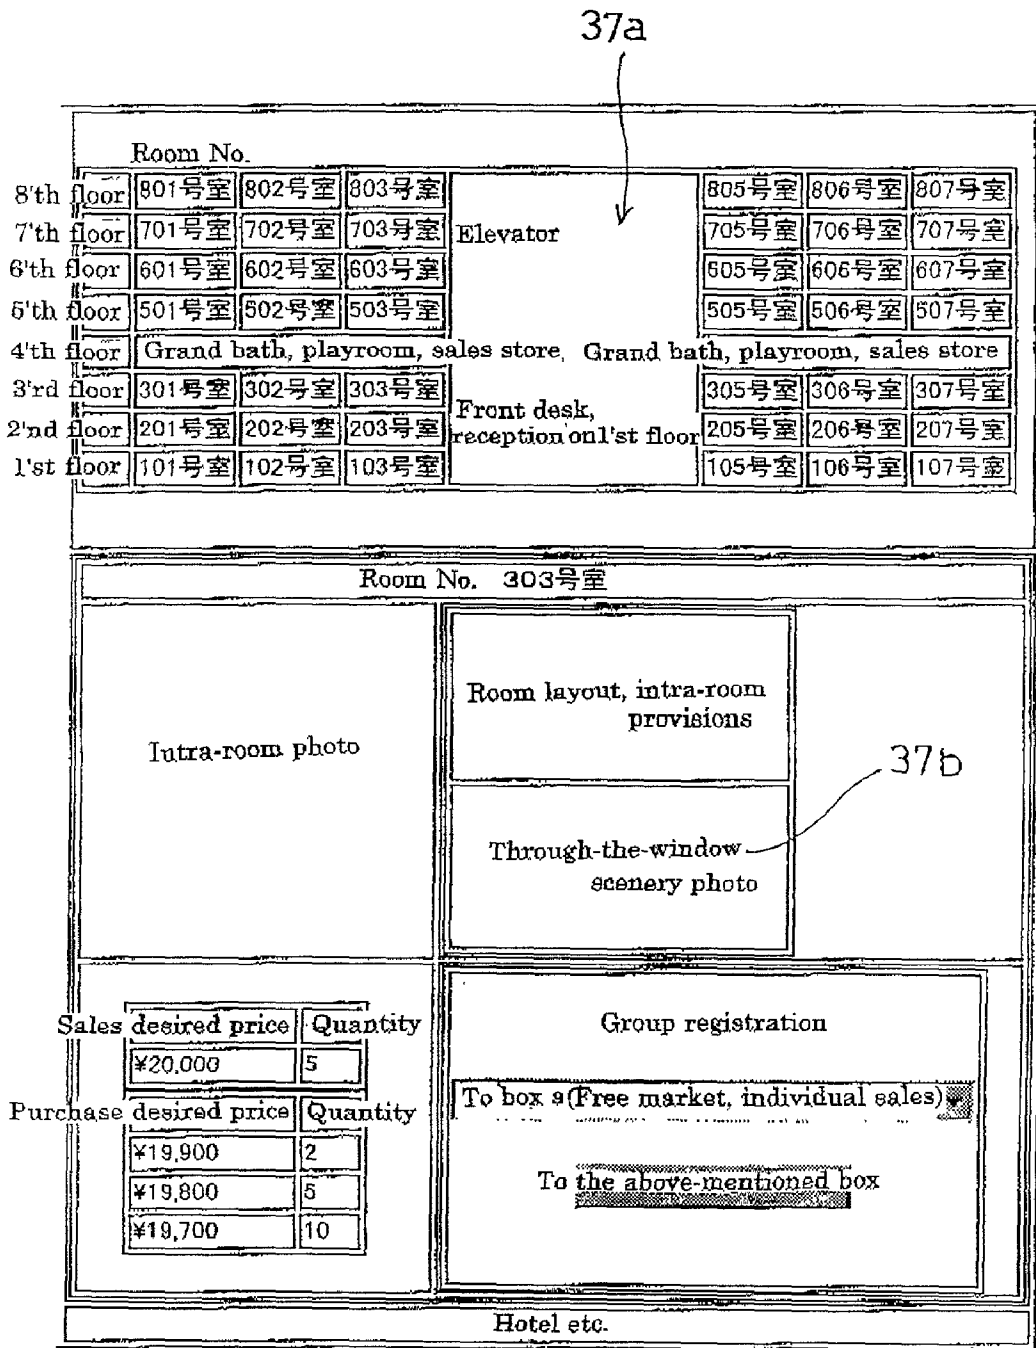 37a
Room No.
8'th floor 801号室 802号室 803号室 805号室 806号室 807号室
7'th floor 701号室 702号室 703号室 Elevator 705号室 706号室 707号室
6'th floor 601号室 602号室 603号室 605号室 606号室 607号室
5'th floor 501号室 502号室 503号室 505号室 506号室 507号室
4'th floor Grand bath, playroom, sales store, Grand bath, playroom, sales store
3'rd floor 301号室 302号室 303号室 305号室 306号室 307号室
Front desk,
2'nd floor 201号室 202号室 203号室 reception on 1'st floor 205号室 206号室 207号室
1'st floor 101号室 102号室 103号室 105号室 106号室 107号室
Room No. 303号室
Intra-room photo
Room layout, intra-room
provisions
37b
Through-the-window
scenery photo
Sales desired price Quantity
¥20,000 5
Purchase desired price Quantity
¥19,900 2
¥19,800 5
¥19,700 10
Group registration
To box a(Free market, individual sales)
To the above-mentioned box
Hotel etc.